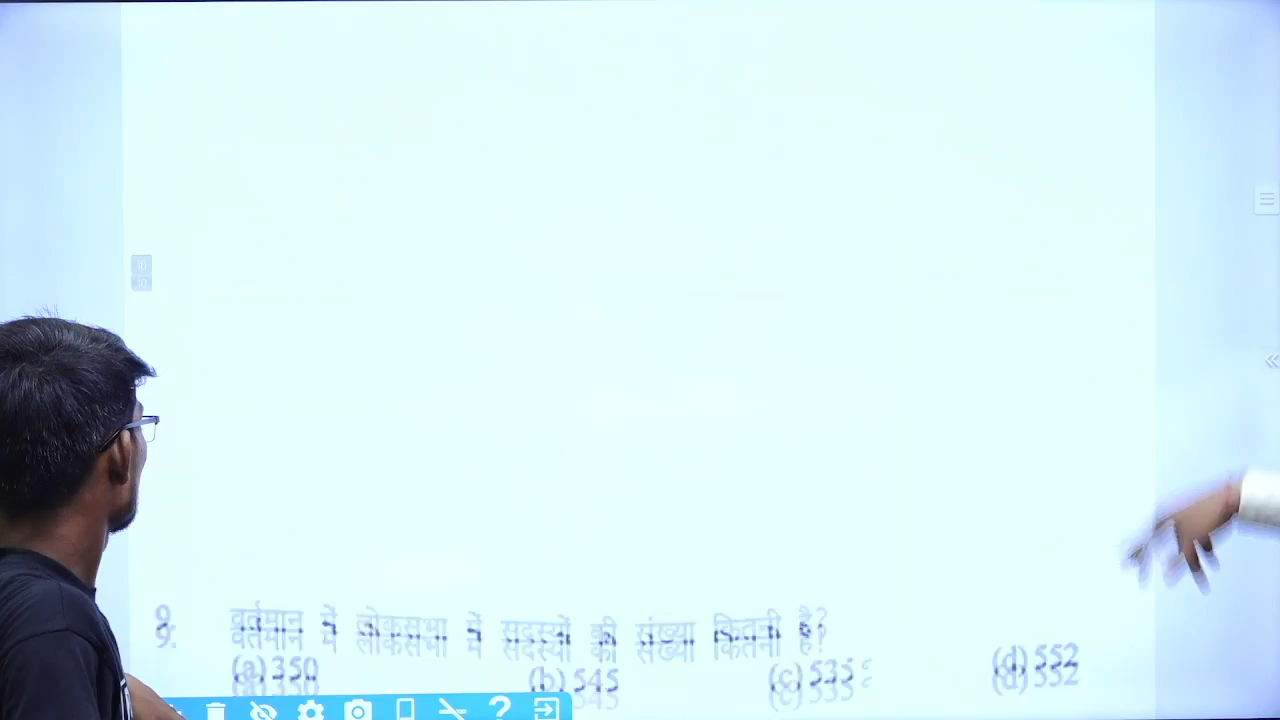 9. वर्तमान में लोकसभा में सदस्यों की संख्या कितनी है?
(a) 350 (b) 545 (c) 535 (d) 552